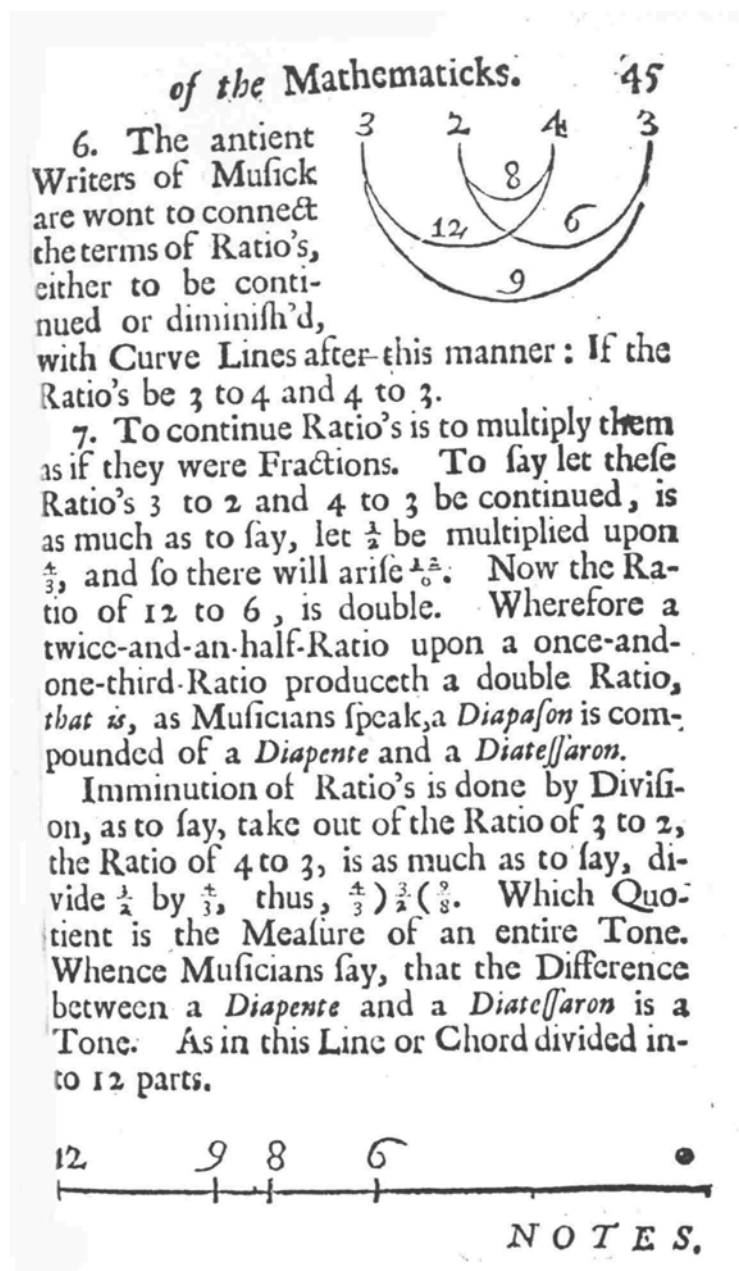 of the Mathematicks. 45
3 2 4 3
8
12 6
9
6. The antient
Writers of Muſick
are wont to connect
the terms of Ratio's,
either to be conti-
nued or diminiſh'd,
with Curve Lines after this manner: If the
Ratio's be 3 to 4 and 4 to 3.
7. To continue Ratio's is to multiply them
as if they were Fractions. To ſay let theſe
Ratio's 3 to 2 and 4 to 3 be continued, is
as much as to ſay, let 3/2 be multiplied upon
4/3, and ſo there will ariſe 12/6. Now the Ra-
tio of 12 to 6, is double. Wherefore a
twice-and-an-half-Ratio upon a once-and-
one-third-Ratio produceth a double Ratio,
that is, as Muſicians ſpeak, a Diapaſon is com-
pounded of a Diapente and a Diateſſaron.
Imminution of Ratio's is done by Diviſi-
on, as to ſay, take out of the Ratio of 3 to 2,
the Ratio of 4 to 3, is as much as to ſay, di-
vide 3/2 by 4/3, thus, 4/3) 3/2 (9/8. Which Quo-
tient is the Meaſure of an entire Tone.
Whence Muſicians ſay, that the Difference
between a Diapente and a Diateſſaron is a
Tone. As in this Line or Chord divided in-
to 12 parts.
12 9 8 6
NOTES.